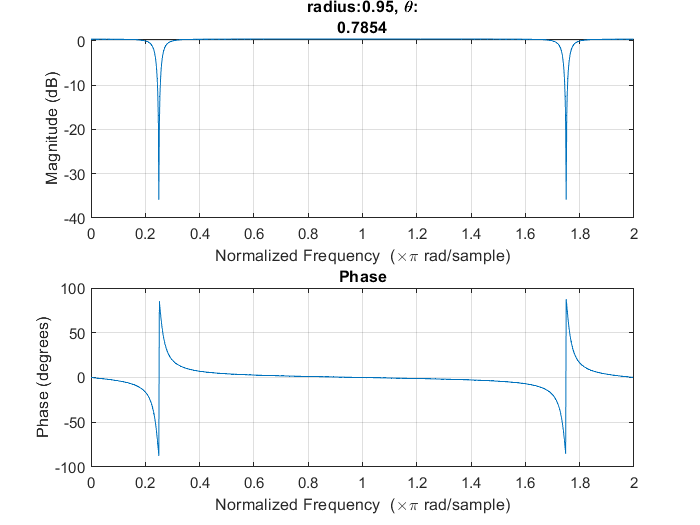 radius:0.95, θ:
0.7854
Magnitude (dB)
0
-10
-20
-30
-40
0 0.2 0.4 0.6 0.8 1 1.2 1.4 1.6 1.8 2
Normalized Frequency (×π rad/sample)
Phase
Phase (degrees)
100
50
0
-50
-100
0 0.2 0.4 0.6 0.8 1 1.2 1.4 1.6 1.8 2
Normalized Frequency (×π rad/sample)